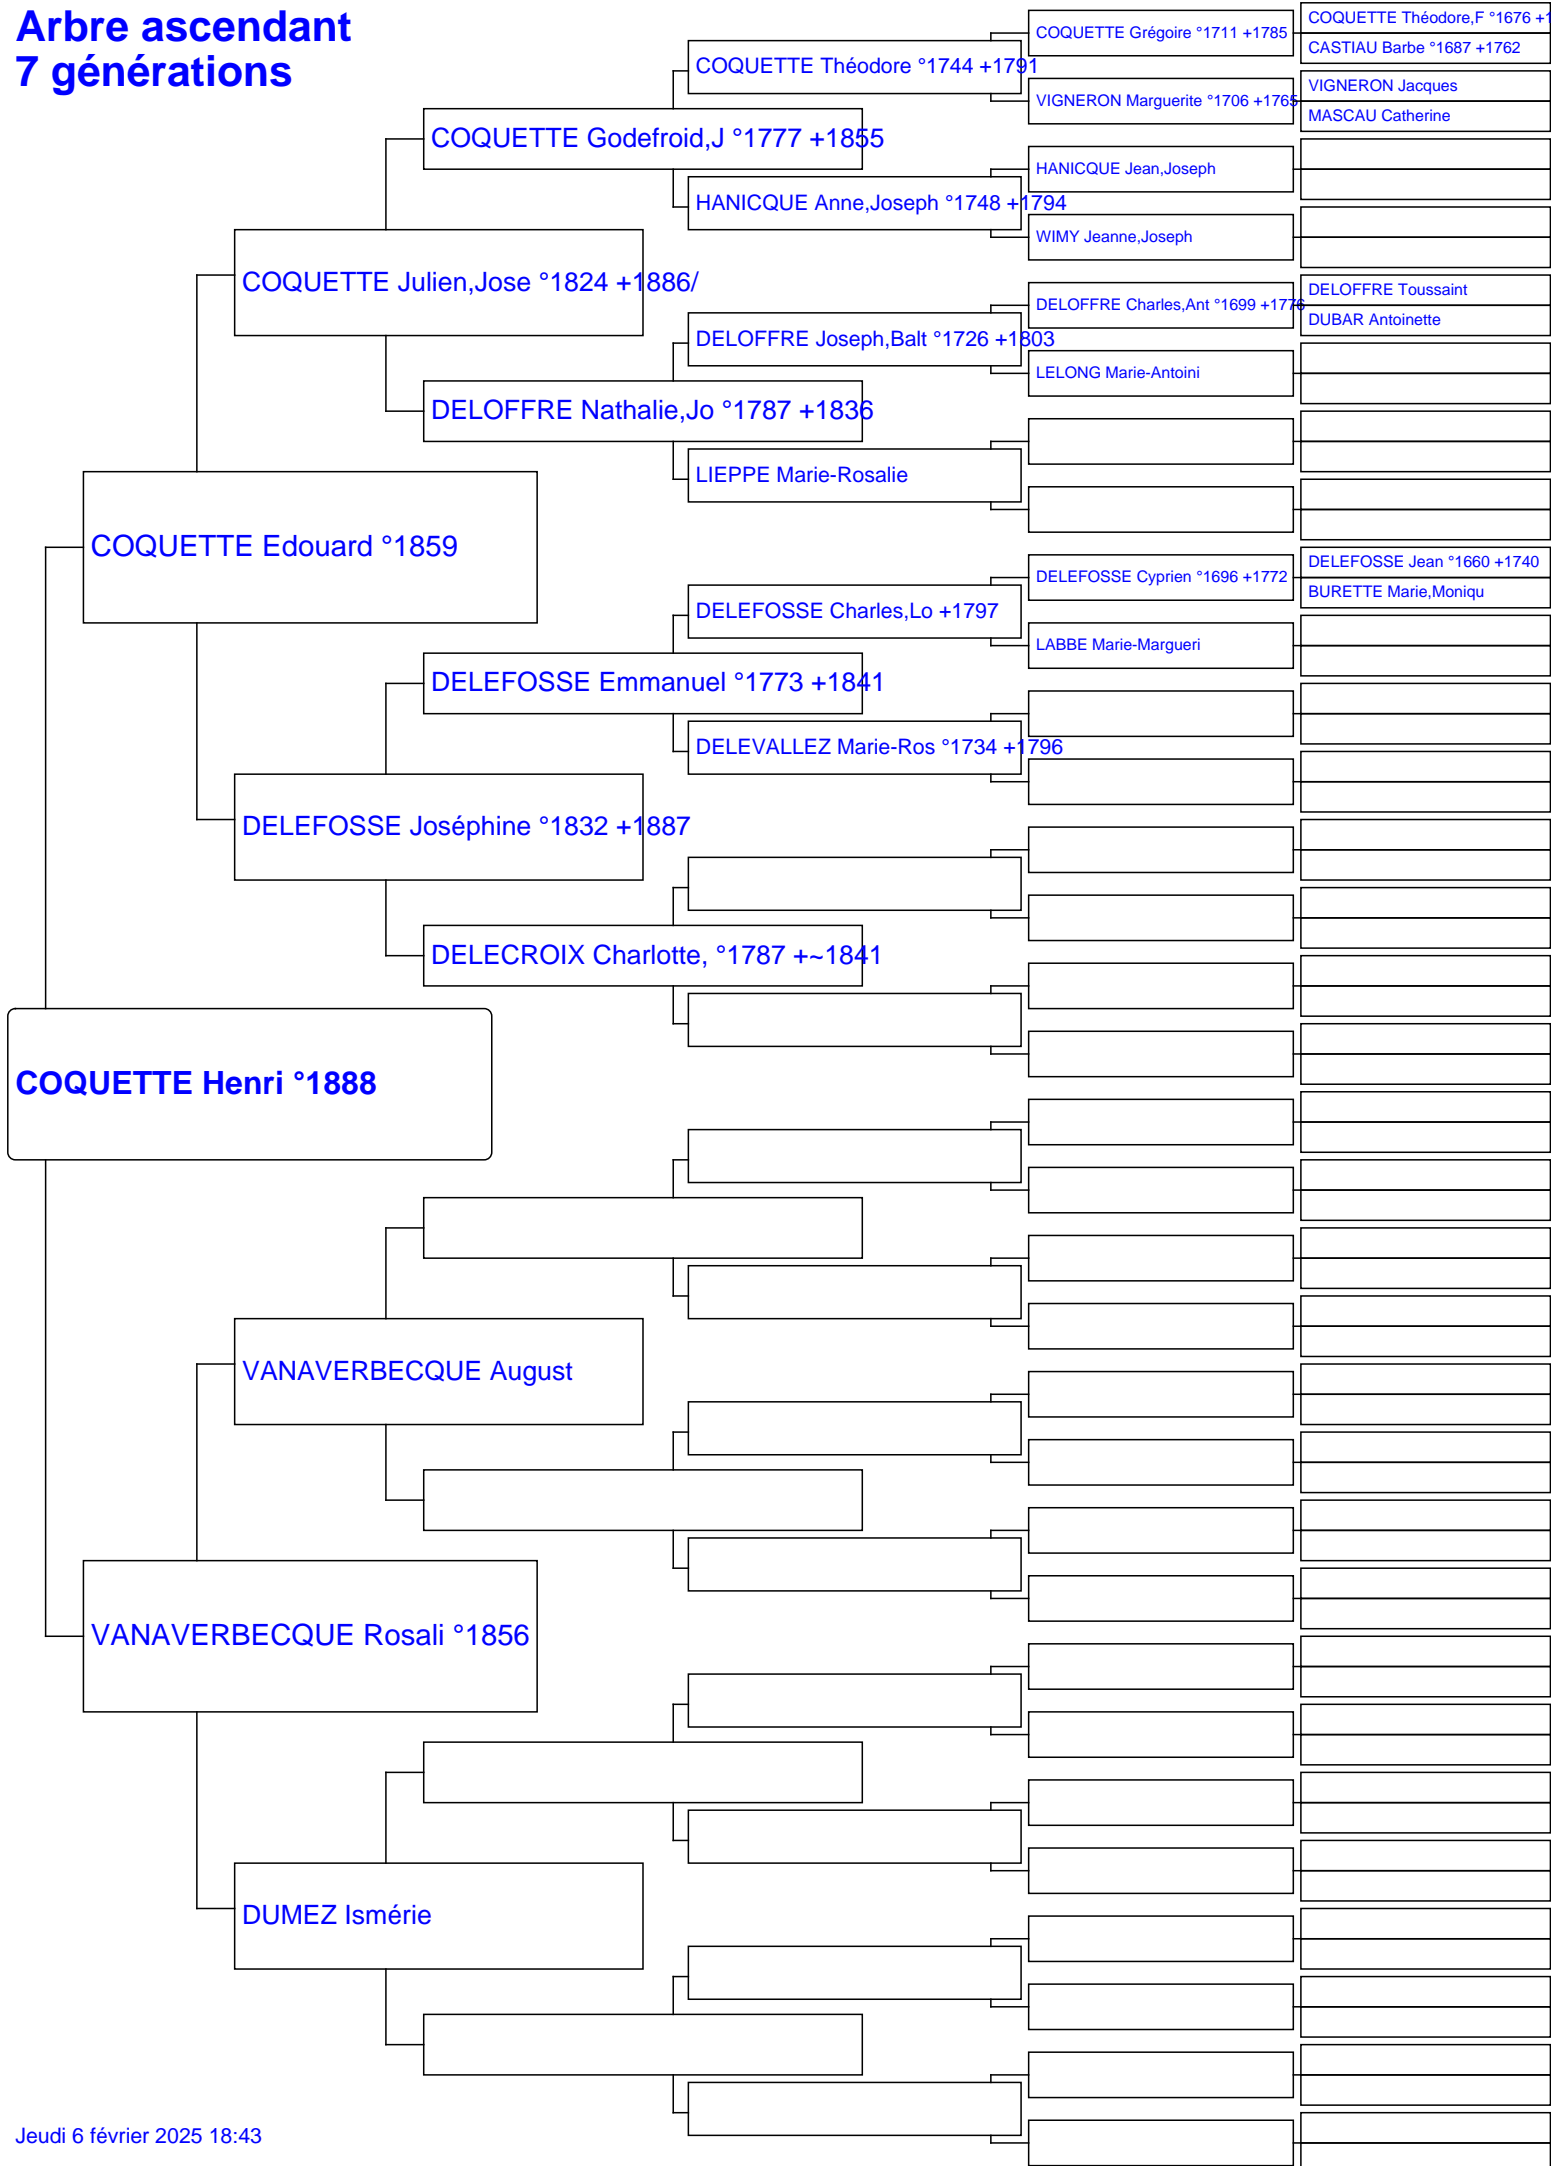 Arbre ascendant
7 générations
COQUETTE Henri °1888
COQUETTE Edouard °1859
VANAVERBECQUE Rosali °1856
COQUETTE Julien,Jose °1824 +1886/
DELEFOSSE Joséphine °1832 +1887
VANAVERBECQUE August
DUMEZ Ismérie
COQUETTE Godefroid,J °1777 +1855
DELOFFRE Nathalie,Jo °1787 +1836
DELEFOSSE Emmanuel °1773 +1841
DELECROIX Charlotte, °1787 +~1841
COQUETTE Théodore °1744 +1791
HANICQUE Anne,Joseph °1748 +1794
DELOFFRE Joseph,Balt °1726 +1803
LIEPPE Marie-Rosalie
DELEFOSSE Charles,Lo +1797
DELEVALLEZ Marie-Ros °1734 +1796
COQUETTE Grégoire °1711 +1785
VIGNERON Marguerite °1706 +1765
HANICQUE Jean,Joseph
WIMY Jeanne,Joseph
DELOFFRE Charles,Ant °1699 +1776
LELONG Marie-Antoini
DELEFOSSE Cyprien °1696 +1772
LABBE Marie-Margueri
COQUETTE Théodore,F °1676 +1
CASTIAU Barbe °1687 +1762
VIGNERON Jacques
MASCAU Catherine
DELOFFRE Toussaint
DUBAR Antoinette
DELEFOSSE Jean °1660 +1740
BURETTE Marie,Moniqu
Jeudi 6 février 2025 18:43